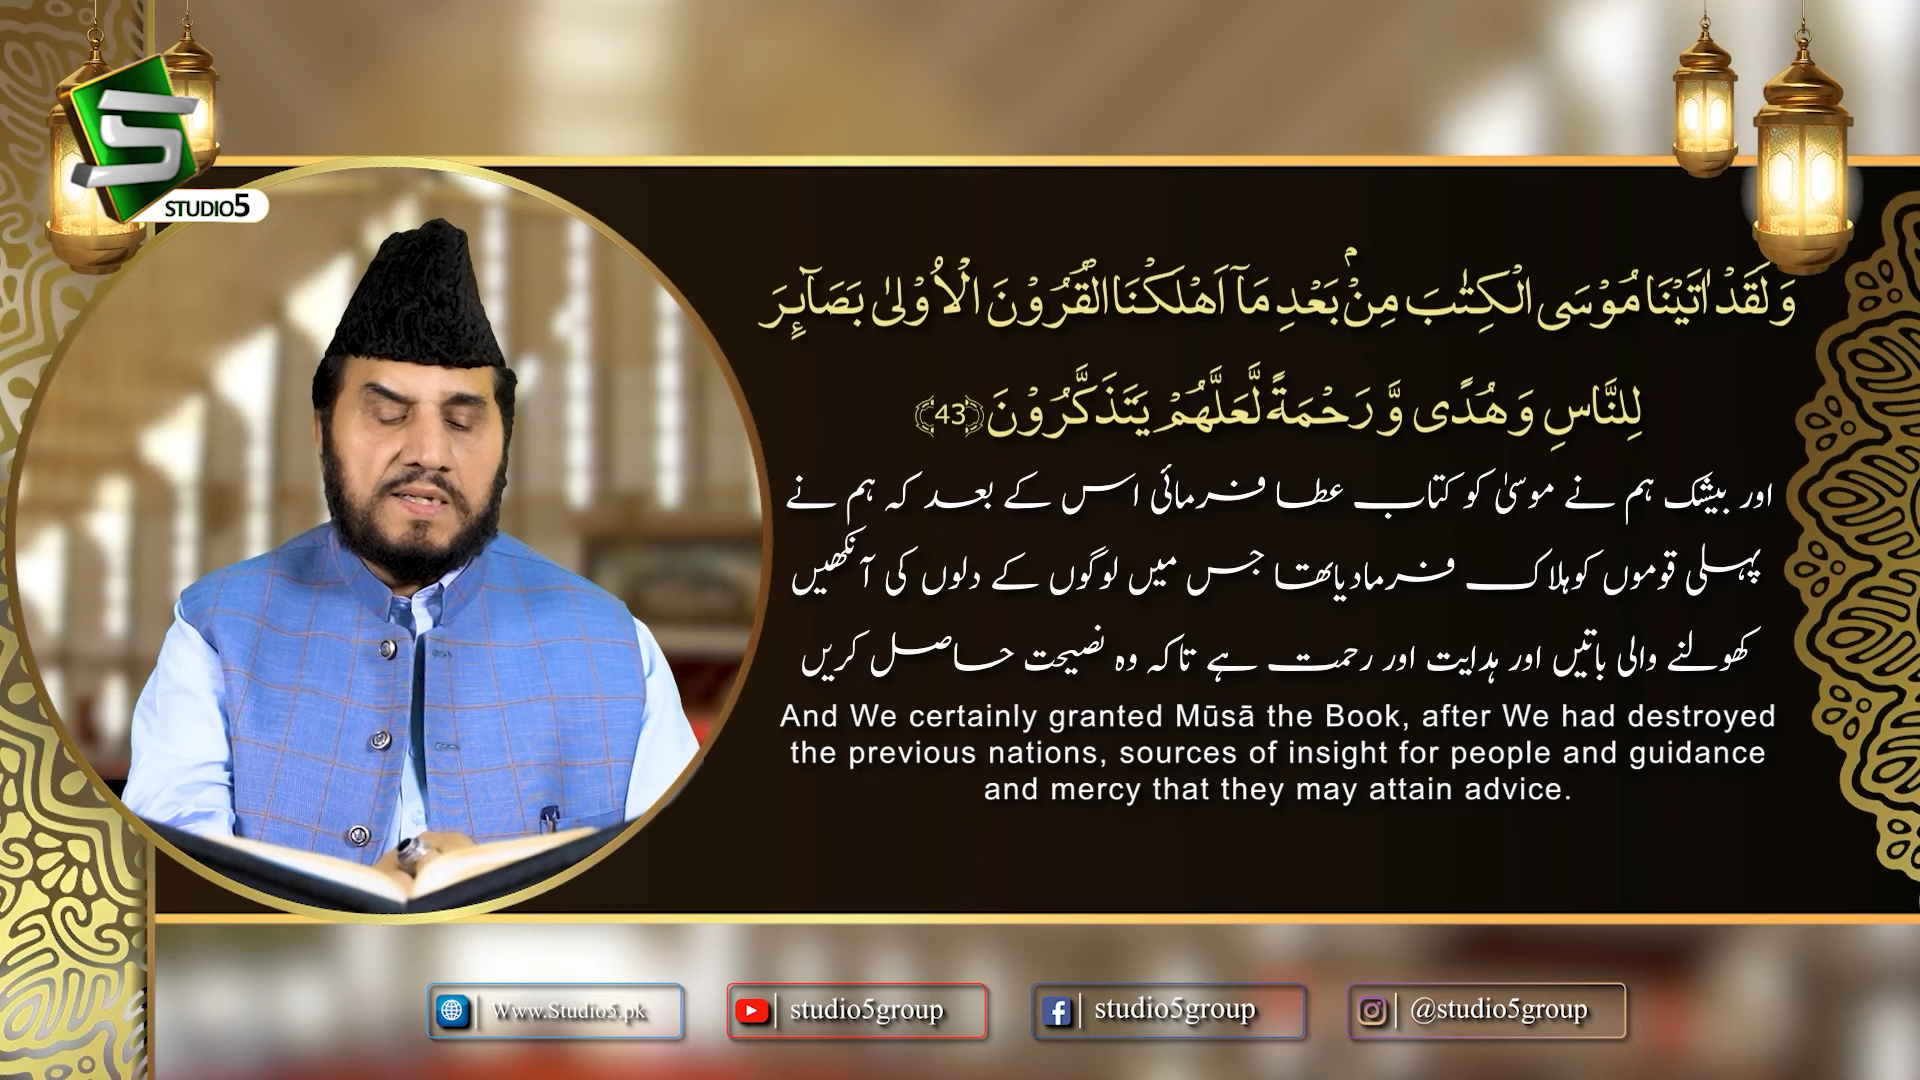 STUDIO5
وَ لَقَدْ اٰتَیْنَا مُوْسَى الْكِتٰبَ مِنْۢ بَعْدِ مَاۤ اَهْلَكْنَا الْقُرُوْنَ الْاُوْلٰى بَصَآىٕرَ
لِلنَّاسِ وَ هُدًى وَّ رَحْمَةً لَّعَلَّهُمْ یَتَذَكَّرُوْنَ ﴿43﴾
اور بیشک ہم نے موسیٰ کو کتاب عطا فرمائی اس کے بعد کہ ہم نے
پہلی قوموں کوہلاک فرمادیاتھا جس میں لوگوں کے دلوں کی آنکھیں
کھولنے والی باتیں اور ہدایت اور رحمت ہے تاکہ وہ نصیحت حاصل کریں
And We certainly granted Mūsā the Book, after We had destroyed
the previous nations, sources of insight for people and guidance
and mercy that they may attain advice.
Www.Studio5.pk
studio5group
studio5group
@studio5group